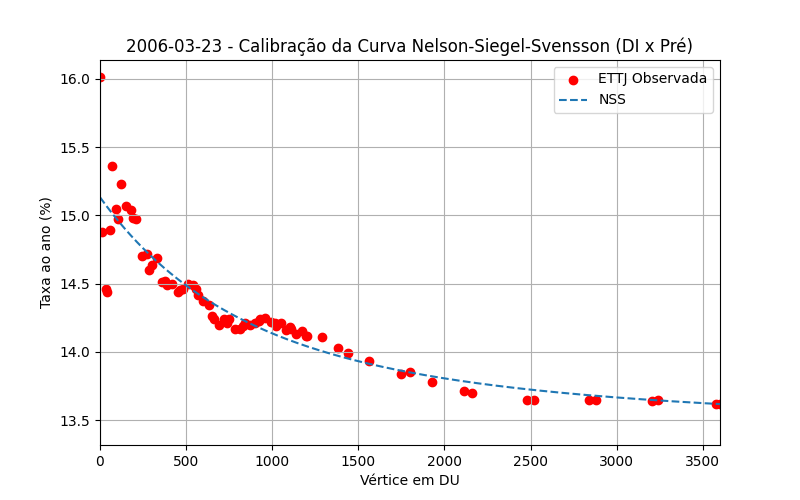 2006-03-23 - Calibração da Curva Nelson-Siegel-Svensson (DI x Pré)
ETTJ Observada
NSS
Taxa ao ano (%)
16.0
15.5
15.0
14.5
14.0
13.5
0 500 1000 1500 2000 2500 3000 3500
Vértice em DU